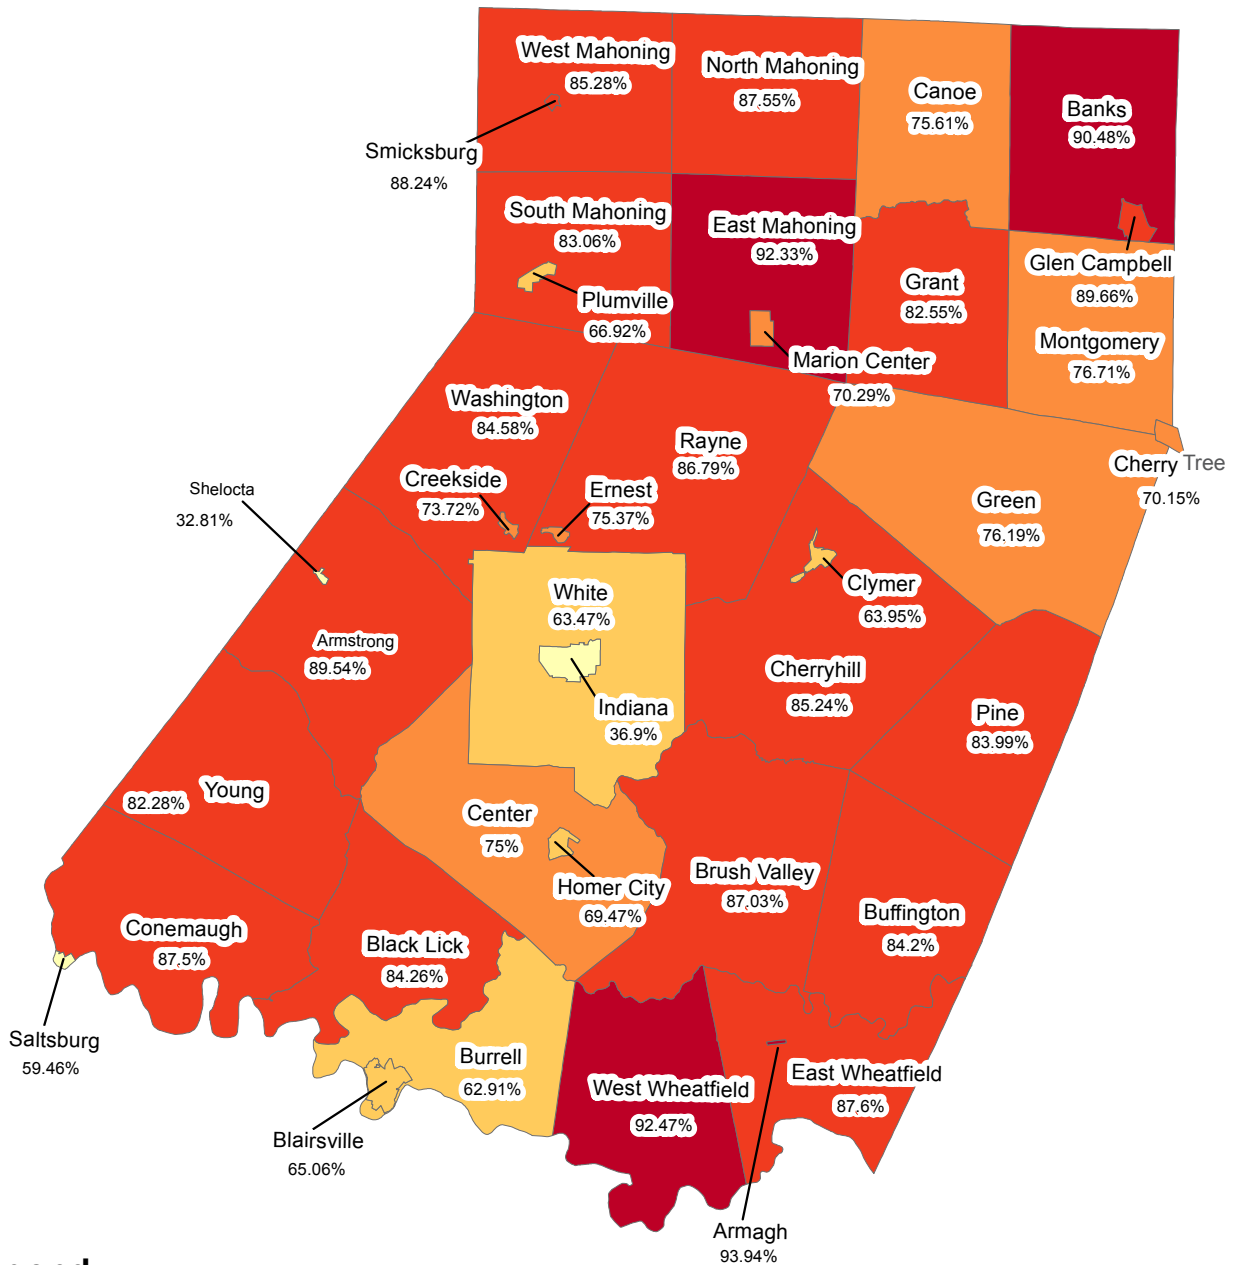 West Mahoning
85.28%
North Mahoning
87.55%
Canoe
75.61%
Banks
90.48%
Smicksburg
88.24%
South Mahoning
83.06%
East Mahoning
92.33%
Plumville
66.92%
Grant
82.55%
Glen Campbell
89.66%
Montgomery
76.71%
Marion Center
70.29%
Washington
84.58%
Rayne
86.79%
Cherry Tree
70.15%
Creekside
73.72%
Ernest
75.37%
Green
76.19%
Shelocta
32.81%
White
63.47%
Clymer
63.95%
Armstrong
89.54%
Cherryhill
85.24%
Indiana
36.9%
Pine
83.99%
Young
82.28%
Center
75%
Homer City
69.47%
Brush Valley
87.03%
Buffington
84.2%
Conemaugh
87.5%
Black Lick
84.26%
Saltsburg
59.46%
Burrell
62.91%
West Wheatfield
92.47%
East Wheatfield
87.6%
Blairsville
65.06%
Armagh
93.94%